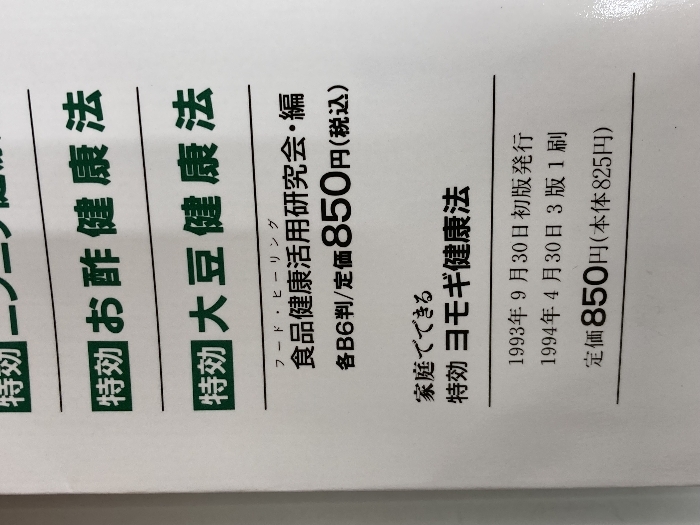 特効 お酢健康法
特効 大豆健康法
フード・ヒーリング
食品健康活用研究会・編
各B6判/定価850円(税込)
家庭でできる
特効 ヨモギ健康法
1993年9月30日初版発行
1994年4月30日3版1刷
定価850円(本体825円)